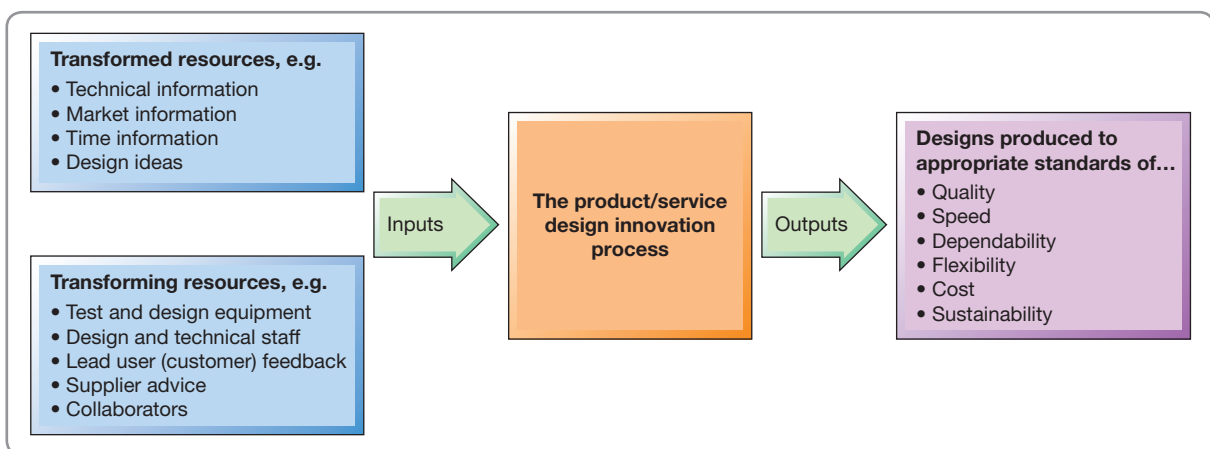 Transformed resources, e.g.
• Technical information
• Market information
• Time information
• Design ideas
Transforming resources, e.g.
• Test and design equipment
• Design and technical staff
• Lead user (customer) feedback
• Supplier advice
• Collaborators
Inputs
The product/service
design innovation
process
Outputs
Designs produced to
appropriate standards of…
• Quality
• Speed
• Dependability
• Flexibility
• Cost
• Sustainability